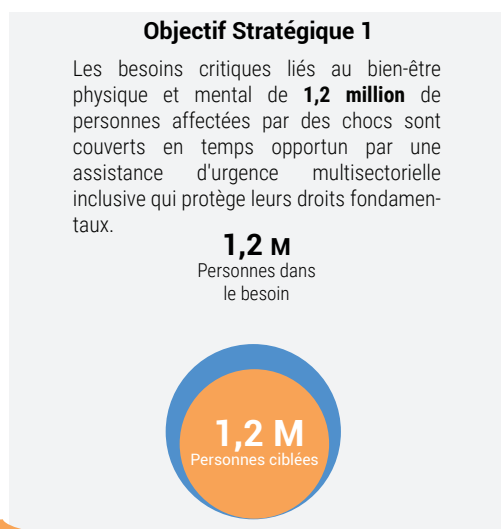 Objectif Stratégique 1
Les besoins critiques liés au bien-être
physique et mental de 1,2 million de
personnes affectées par des chocs sont
couverts en temps opportun par une
assistance d'urgence multisectorielle
inclusive qui protège leurs droits fondamen-
taux.
1,2 M
Personnes dans
le besoin
1,2 M
Personnes ciblées